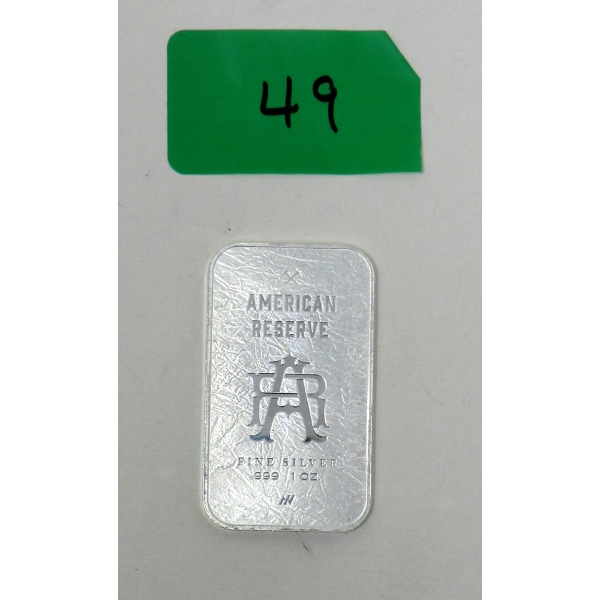 49
AMERICAN
RESERVE
AR
FINE SILVER
999 1 OZ.